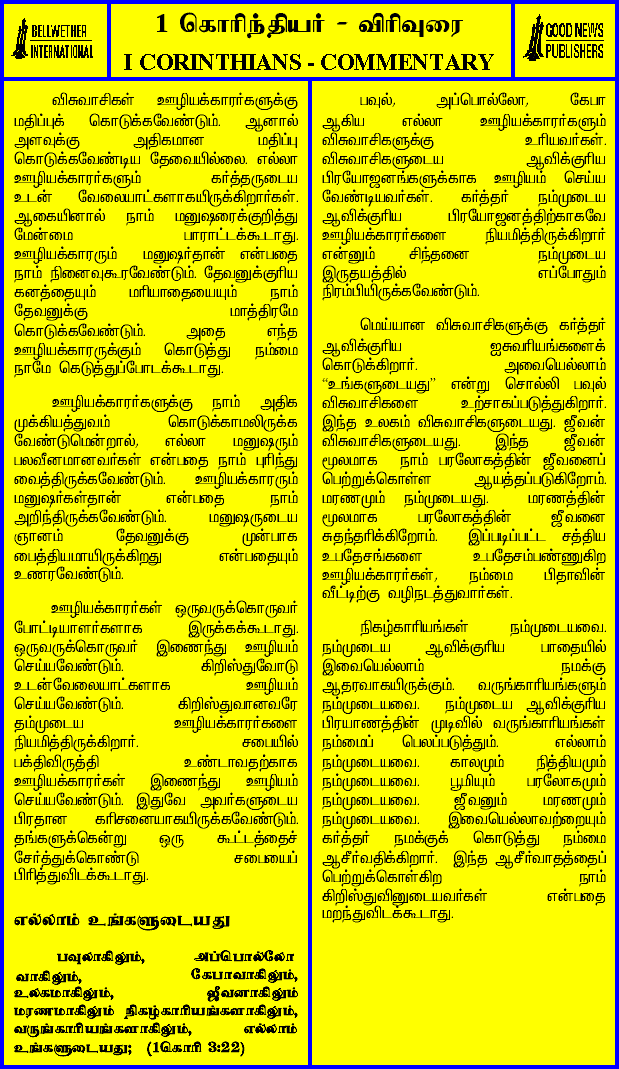 BELLWETHER
INTERNATIONAL
1 கொரிந்தியர் - விரிவுரை
I CORINTHIANS - COMMENTARY
GOOD NEWS
PUBLISHERS
விசுவாசிகள் ஊழியக்காரர்களுக்கு
மதிப்புக் கொடுக்கவேண்டும். ஆனால்
அளவுக்கு அதிகமான மதிப்பு
கொடுக்கவேண்டிய தேவையில்லை. எல்லா
ஊழியக்காரர்களும் கர்த்தருடைய
உடன் வேலையாட்களாகயிருக்கிறார்கள்.
ஆகையினால் நாம் மனுஷரைக்குறித்து
மேன்மை பாராட்டக்கூடாது.
ஊழியக்காரரும் மனுஷர்தான் என்பதை
நாம் நினைவுகூரவேண்டும். தேவனுக்குரிய
கனத்தையும் மரியாதையையும் நாம்
தேவனுக்கு மாத்திரமே
கொடுக்கவேண்டும். அதை எந்த
ஊழியக்காரருக்கும் கொடுத்து நம்மை
நாமே கெடுத்துப்போடக்கூடாது.
ஊழியக்காரர்களுக்கு நாம் அதிக
முக்கியத்துவம் கொடுக்காமலிருக்க
வேண்டுமென்றால், எல்லா மனுஷரும்
பலவீனமானவர்கள் என்பதை நாம் புரிந்து
வைத்திருக்கவேண்டும். ஊழியக்காரரும்
மனுஷர்கள்தான் என்பதை நாம்
அறிந்திருக்கவேண்டும். மனுஷருடைய
ஞானம் தேவனுக்கு முன்பாக
பைத்தியமாயிருக்கிறது என்பதையும்
உணரவேண்டும்.
ஊழியக்காரர்கள் ஒருவருக்கொருவர்
போட்டியாளர்களாக இருக்கக்கூடாது.
ஒருவருக்கொருவர் இணைந்து ஊழியம்
செய்யவேண்டும். கிறிஸ்துவோடு
உடன்வேலையாட்களாக ஊழியம்
செய்யவேண்டும். கிறிஸ்துவானவரே
தம்முடைய ஊழியக்காரர்களை
நியமித்திருக்கிறார். சபையில்
பக்திவிருத்தி உண்டாவதற்காக
ஊழியக்காரர்கள் இணைந்து ஊழியம்
செய்யவேண்டும். இதுவே அவர்களுடைய
பிரதான கரிசனையாகயிருக்கவேண்டும்.
தங்களுக்கென்று ஒரு கூட்டத்தைச்
சேர்த்துக்கொண்டு சபையைப்
பிரித்துவிடக்கூடாது.
எல்லாம் உங்களுடையது
பவுலாகிலும், அப்பொல்லோ
வாகிலும், கேபாவாகிலும்,
உலகமாகிலும், ஜீவனாகிலும்
மரணமாகிலும் நிகழ்காரியங்களாகிலும்,
வருங்காரியங்களாகிலும், எல்லாம்
உங்களுடையது; (1கொரி 3:22)
பவுல், அப்பொல்லோ, கேபா
ஆகிய எல்லா ஊழியக்காரர்களும்
விசுவாசிகளுக்கு உரியவர்கள்.
விசுவாசிகளுடைய ஆவிக்குரிய
பிரயோஜனங்களுக்காக ஊழியம் செய்ய
வேண்டியவர்கள். கர்த்தர் நம்முடைய
ஆவிக்குரிய பிரயோஜனத்திற்காகவே
ஊழியக்காரர்களை நியமித்திருக்கிறார்
என்னும் சிந்தனை நம்முடைய
இருதயத்தில் எப்போதும்
நிரம்பியிருக்கவேண்டும்.
மெய்யான விசுவாசிகளுக்கு கர்த்தர்
ஆவிக்குரிய ஐசுவரியங்களைக்
கொடுக்கிறார். அவையெல்லாம்
“உங்களுடையது” என்று சொல்லி பவுல்
விசுவாசிகளை உற்சாகப்படுத்துகிறார்.
இந்த உலகம் விசுவாசிகளுடையது. ஜீவன்
விசுவாசிகளுடையது. இந்த ஜீவன்
மூலமாக நாம் பரலோகத்தின் ஜீவனைப்
பெற்றுக்கொள்ள ஆயத்தப்படுகிறோம்.
மரணமும் நம்முடையது. மரணத்தின்
மூலமாக பரலோகத்தின் ஜீவனை
சுதந்தரிக்கிறோம். இப்படிப்பட்ட சத்திய
உபதேசங்களை உபதேசம்பண்ணுகிற
ஊழியக்காரர்கள், நம்மை பிதாவின்
வீட்டிற்கு வழிநடத்துவார்கள்.
நிகழ்காரியங்கள் நம்முடையவை.
நம்முடைய ஆவிக்குரிய பாதையில்
இவையெல்லாம் நமக்கு
ஆதரவாகயிருக்கும். வருங்காரியங்களும்
நம்முடையவை. நம்முடைய ஆவிக்குரிய
பிரயாணத்தின் முடிவில் வருங்காரியங்கள்
நம்மைப் பெலப்படுத்தும். எல்லாம்
நம்முடையவை. காலமும் நித்தியமும்
நம்முடையவை. பூமியும் பரலோகமும்
நம்முடையவை. ஜீவனும் மரணமும்
நம்முடையவை. இவையெல்லாவற்றையும்
கர்த்தர் நமக்குக் கொடுத்து நம்மை
ஆசீர்வதிக்கிறார். இந்த ஆசீர்வாதத்தைப்
பெற்றுக்கொள்கிற நாம்
கிறிஸ்துவினுடையவர்கள் என்பதை
மறந்துவிடக்கூடாது.